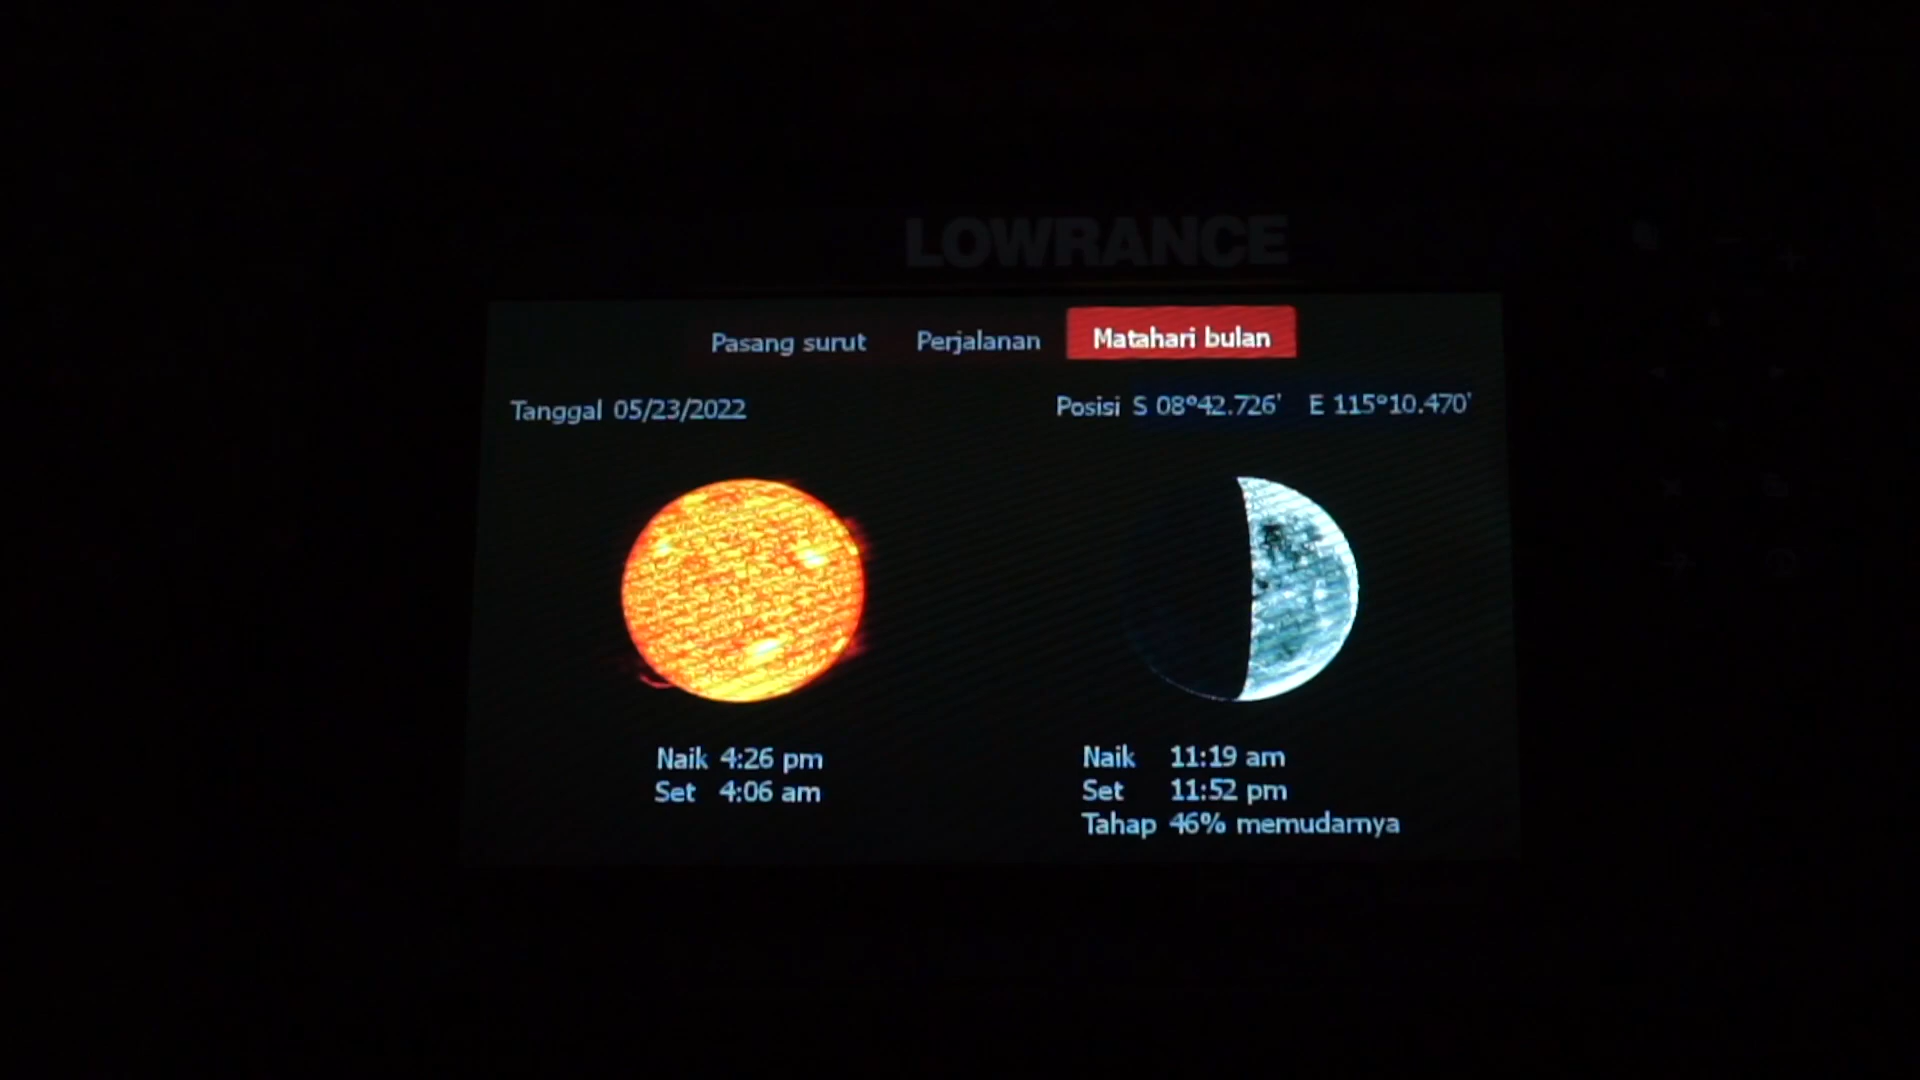 LOWRANCE
Pasang surut Perjalanan Matahari bulan
Tanggal 05/23/2022 Posisi S 08°42.726' E 115°10.470'
Naik 4:26 pm
Set 4:06 am
Naik 11:19 am
Set 11:52 pm
Tahap 46% memudarnya